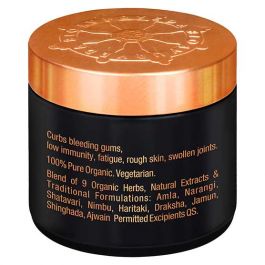 Curbs bleeding gums,
low immunity, fatigue, rough skin, swollen joints.
100% Pure Organic. Vegetarian.
Blend of 9 Organic Herbs, Natural Extracts &
Traditional Formulations: Amla, Narangi,
Shatavari, Nimbu, Haritaki, Draksha, Jamun,
Shinghada, Ajwain Permitted Excipients QS.